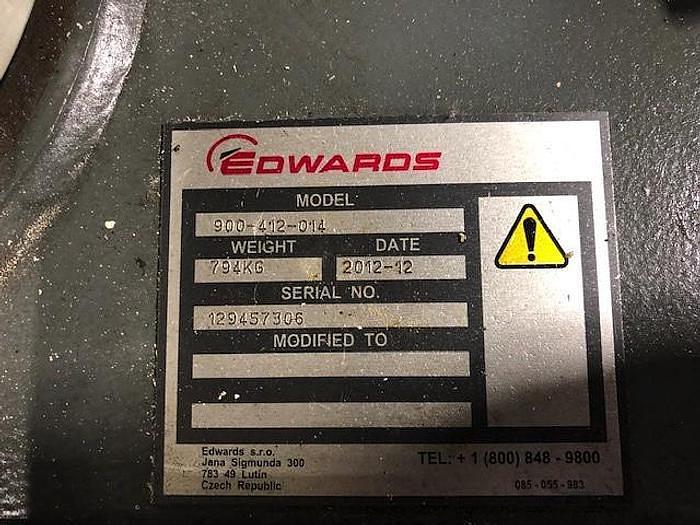 EDWARDS
MODEL
900-412-014
WEIGHT DATE
794KG 2012-12
SERIAL NO.
129457306
MODIFIED TO
Edwards s.r.o.
Jana Sigmunda 300
783 49 Lutin
Czech Republic
TEL: + 1 (800) 848 - 9800
085 - 055 - 983